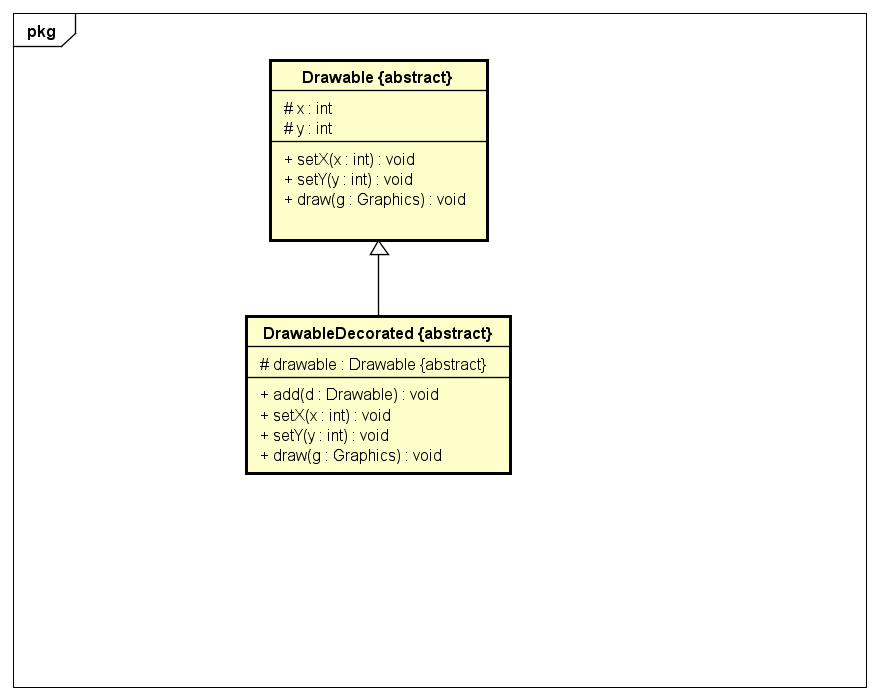 pkg
Drawable {abstract}
# x : int
# y : int
+ setX(x : int) : void
+ setY(y : int) : void
+ draw(g : Graphics) : void
DrawableDecorated {abstract}
# drawable : Drawable {abstract}
+ add(d : Drawable) : void
+ setX(x : int) : void
+ setY(y : int) : void
+ draw(g : Graphics) : void